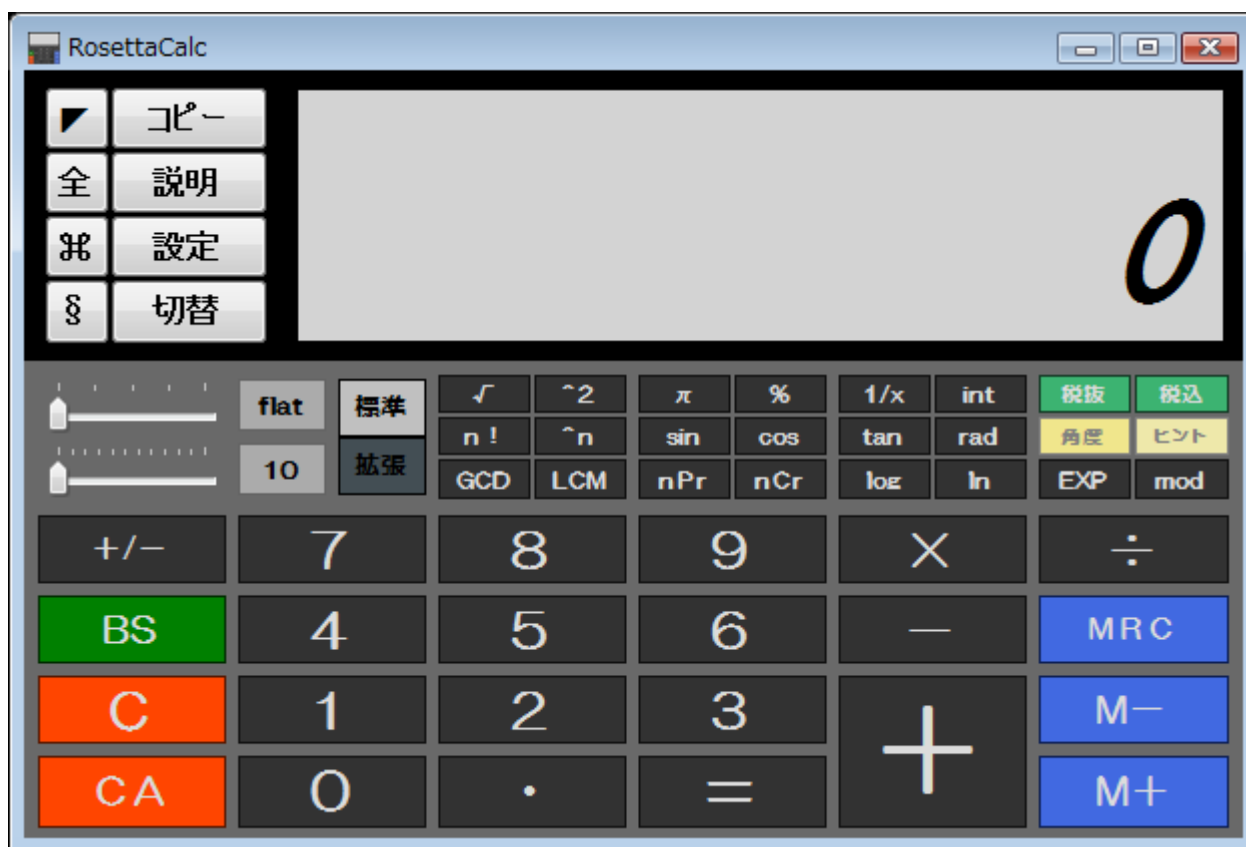 RosettaCalc
◤ コピー
全 説明
⌘ 設定
§ 切替
0
flat 標準 √ ^2 π % 1/x int 税抜 税込
n! ^n sin cos tan rad 角度 ヒント
10 拡張 GCD LCM nPr nCr log ln EXP mod
+/− 7 8 9 × ÷
BS 4 5 6 − MRC
C 1 2 3 + M−
CA 0 · = M+